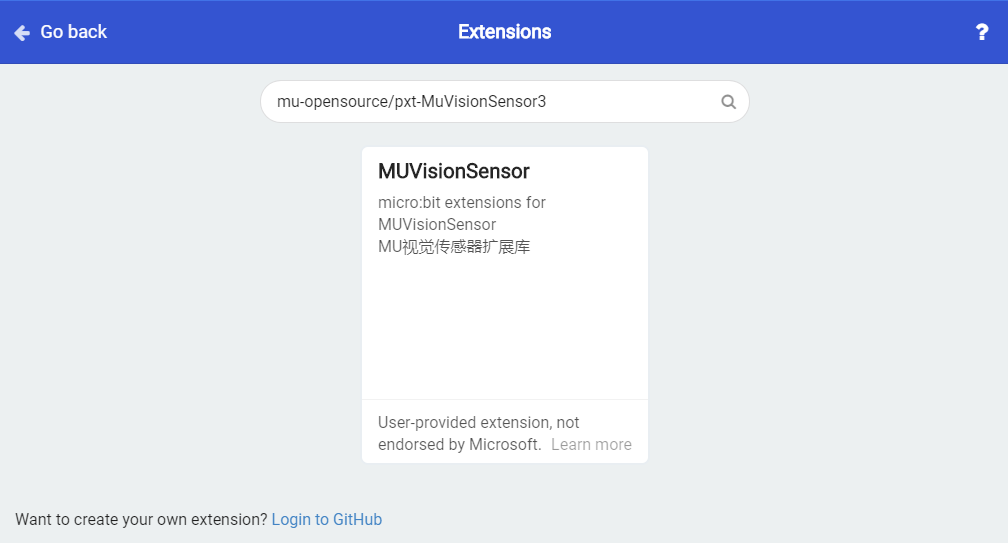 Go back
Extensions
?
mu-opensource/pxt-MuVisionSensor3
MUVisionSensor
micro:bit extensions for
MUVisionSensor
MU视觉传感器扩展库
User-provided extension, not
endorsed by Microsoft. Learn more
Want to create your own extension? Login to GitHub